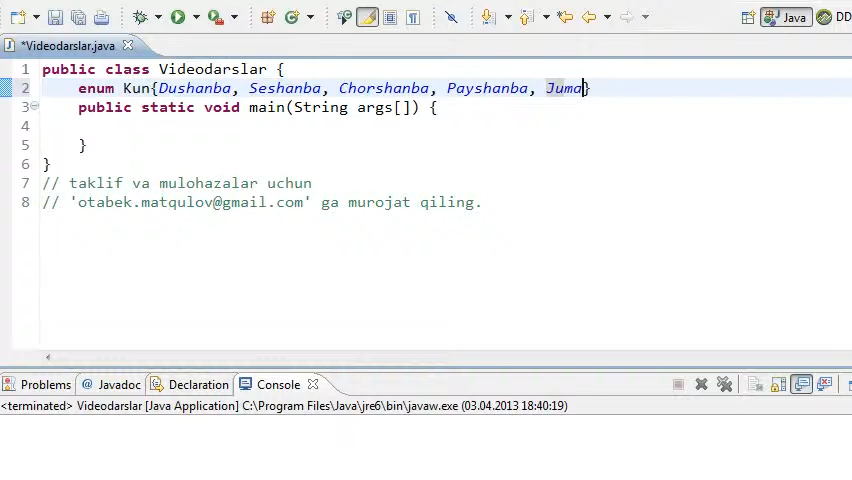 Java
DD
*Videodarslar.java
1 public class Videodarslar {
2 enum Kun{Dushanba, Seshanba, Chorshanba, Payshanba, Juma}
3 public static void main(String args[]) {
4
5 }
6 }
7 // taklif va mulohazalar uchun
8 // 'otabek.matqulov@gmail.com' ga murojat qiling.
Problems @ Javadoc Declaration Console
<terminated> Videodarslar [Java Application] C:\Program Files\Java\jre6\bin\javaw.exe (03.04.2013 18:40:19)